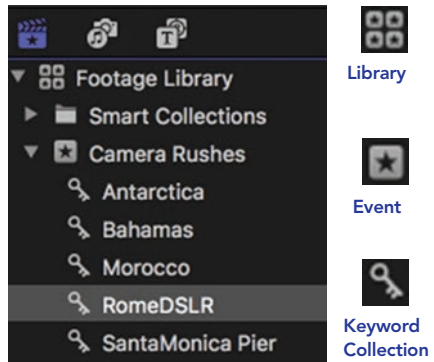 Footage Library
Smart Collections
Camera Rushes
Antarctica
Bahamas
Morocco
RomeDSLR
SantaMonica Pier
Library
Event
Keyword
Collection